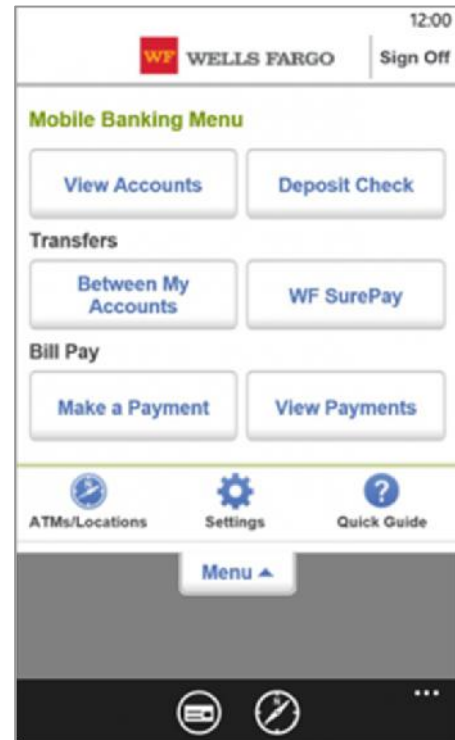 12:00
WF WELLS FARGO Sign Off
Mobile Banking Menu
View Accounts Deposit Check
Transfers
Between My
Accounts
WF SurePay
Bill Pay
Make a Payment View Payments
ATMs/Locations Settings Quick Guide
Menu